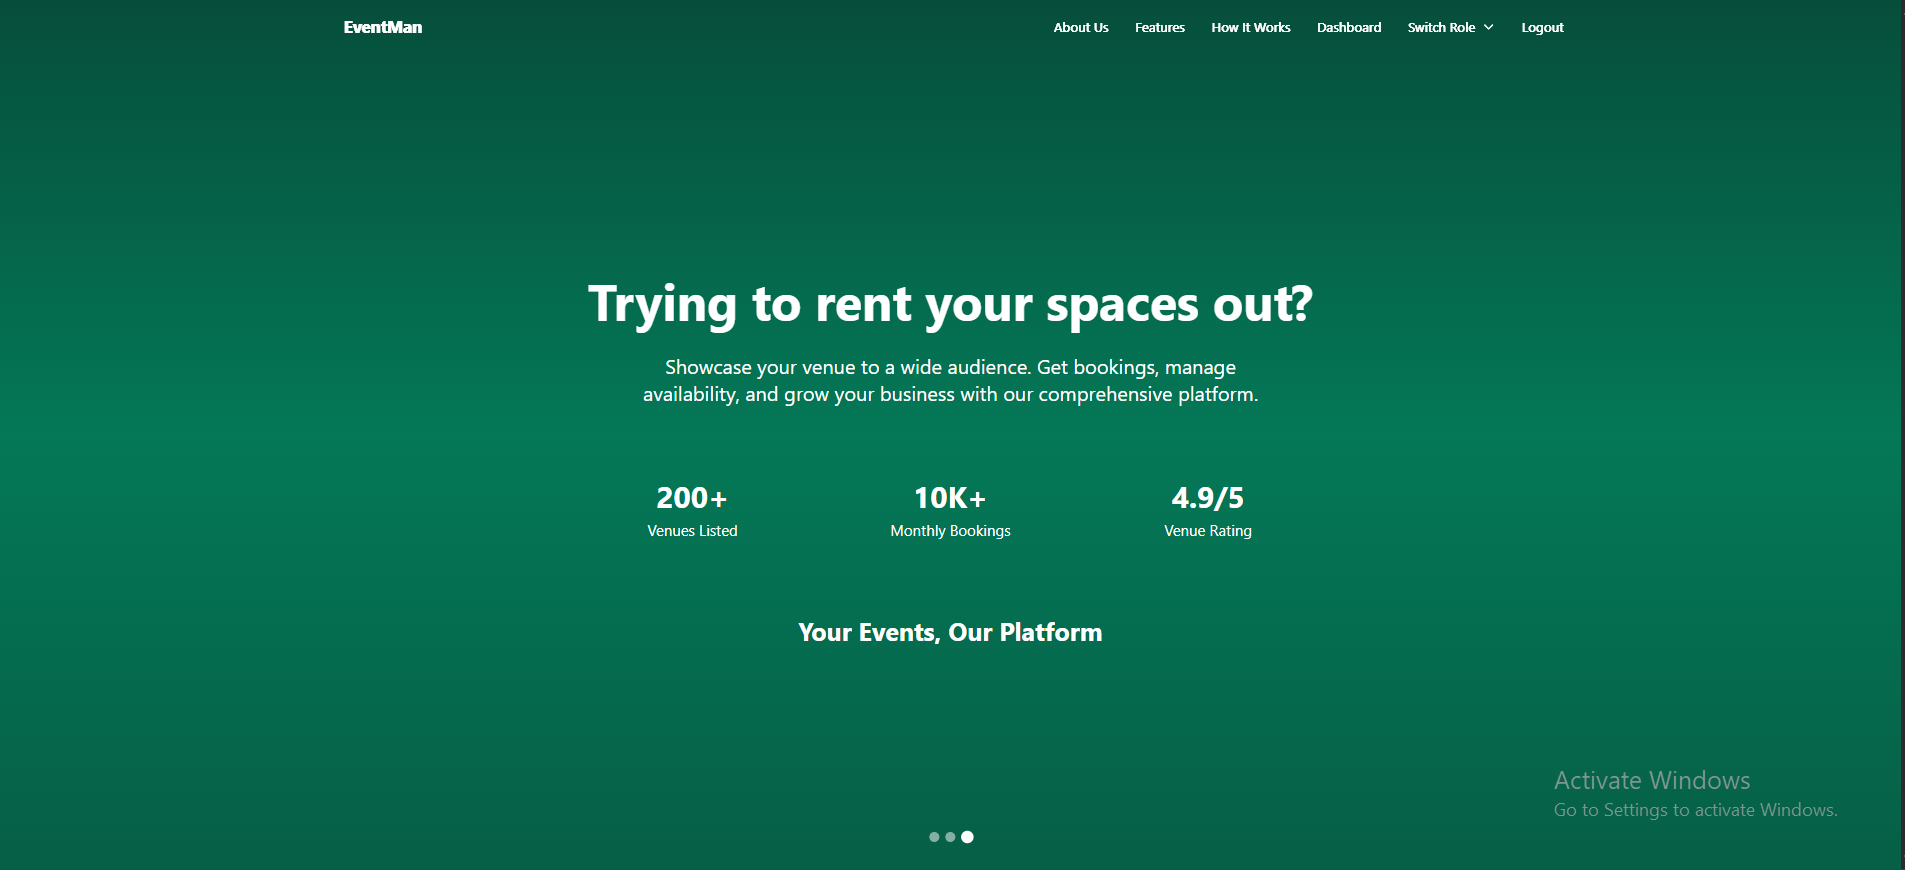 EventMan
About Us
Features
How It Works
Dashboard
Switch Role
Logout
Trying to rent your spaces out?
Showcase your venue to a wide audience. Get bookings, manage
availability, and grow your business with our comprehensive platform.
200+
10K+
4.9/5
Venues Listed
Monthly Bookings
Venue Rating
Your Events, Our Platform
Activate Windows
Go to Settings to activate Windows.